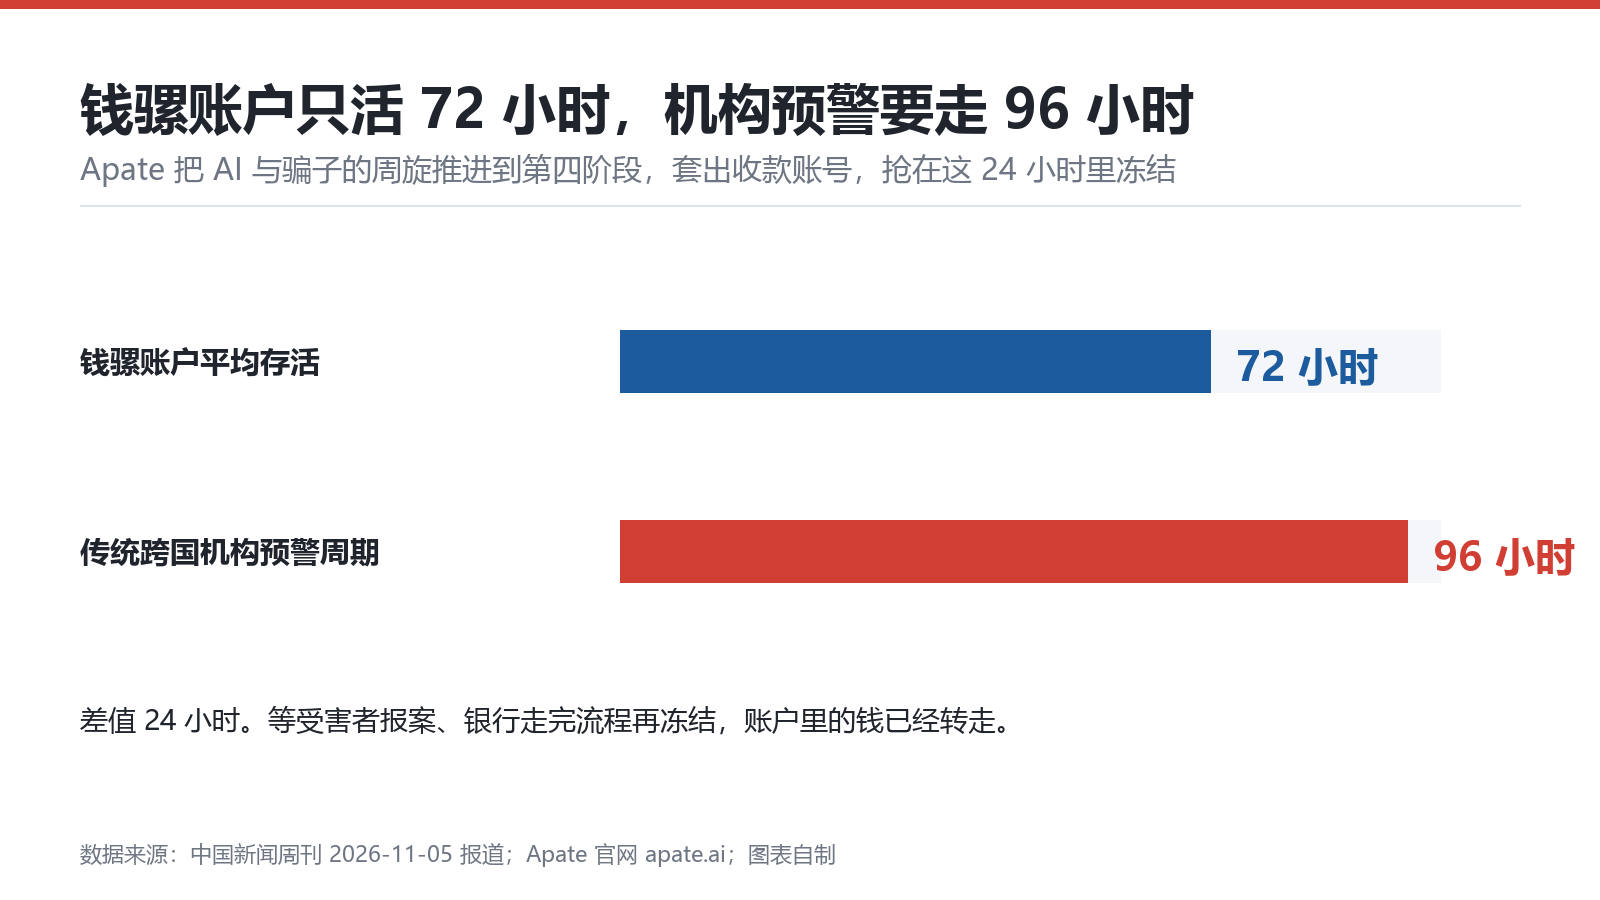 钱骡账户只活 72 小时，机构预警要走 96 小时
Apate 把 AI 与骗子的周旋推进到第四阶段，套出收款账号，抢在这 24 小时里冻结
钱骡账户平均存活
72 小时
传统跨国机构预警周期
96 小时
差值 24 小时。等受害者报案、银行走完流程再冻结，账户里的钱已经转走。
数据来源：中国新闻周刊 2026-11-05 报道；Apate 官网 apate.ai；图表自制